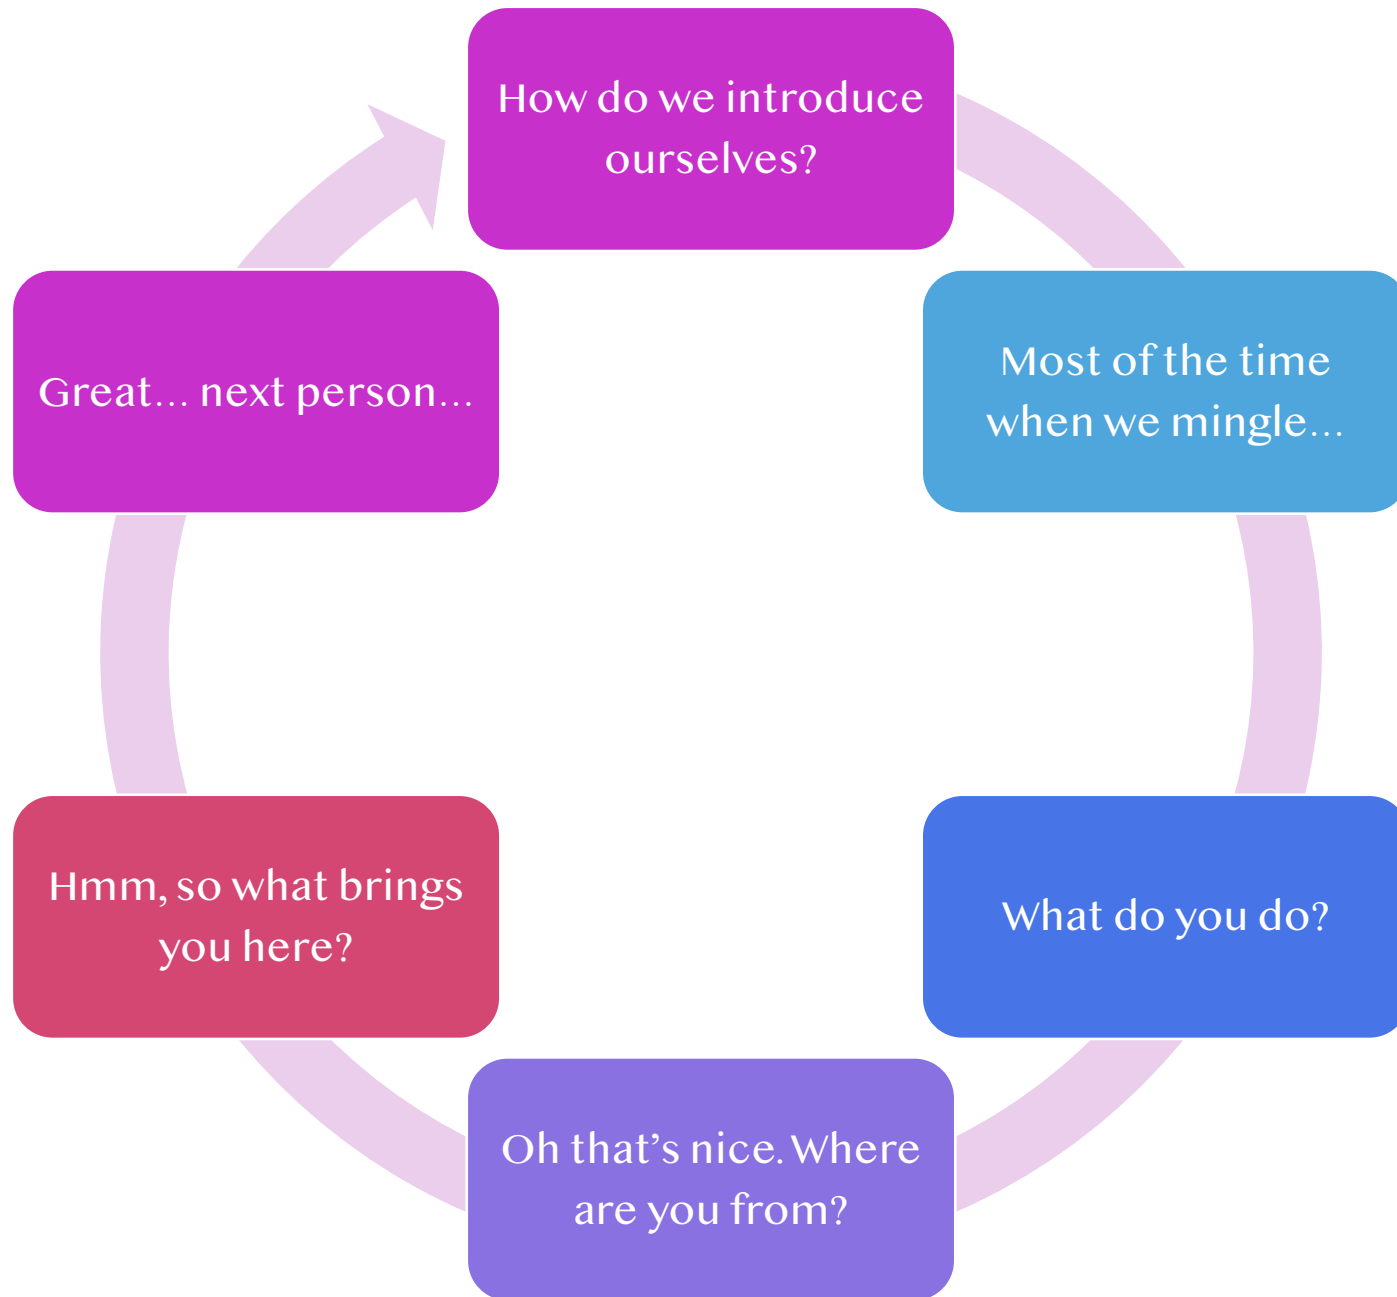 How do we introduce
ourselves?
Most of the time
when we mingle...
What do you do?
Oh that's nice. Where
are you from?
Hmm, so what brings
you here?
Great... next person...